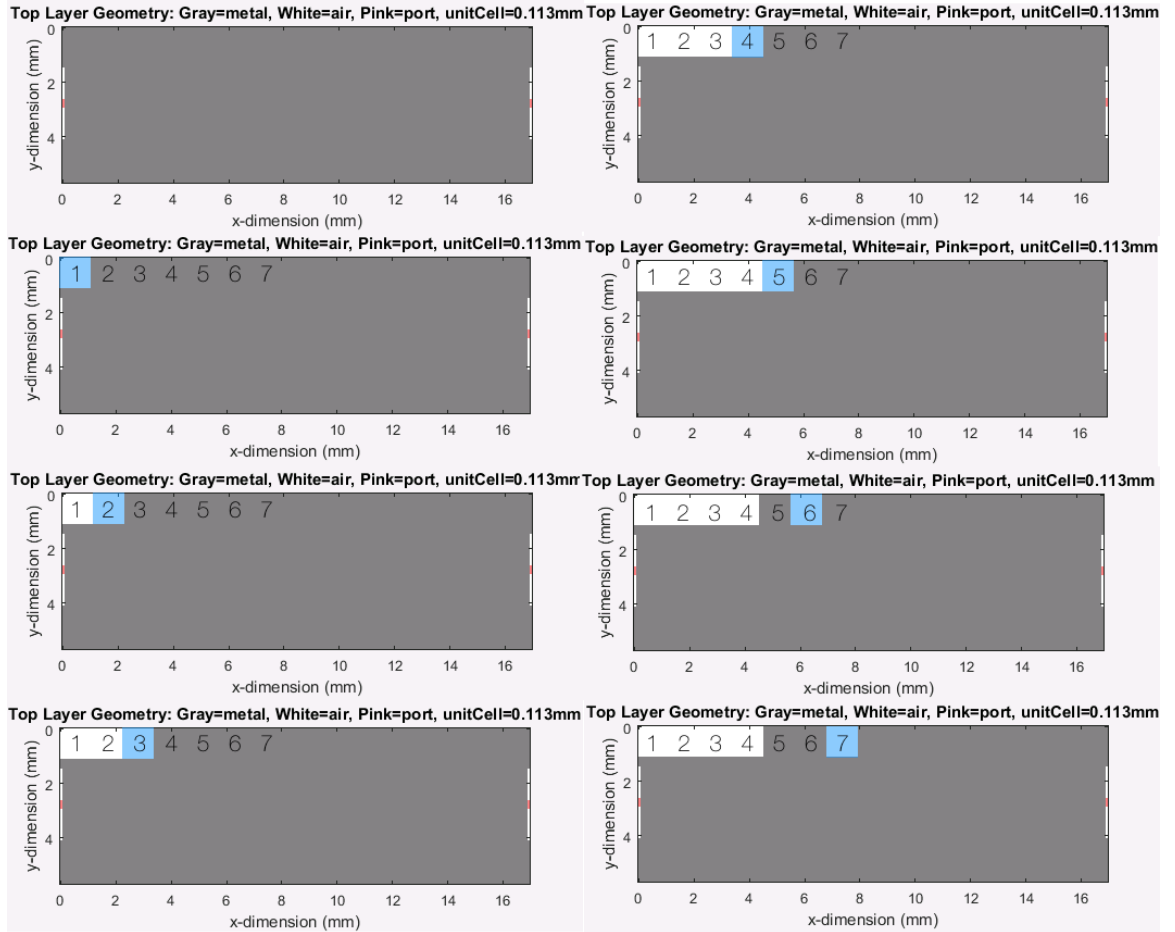 Top Layer Geometry: Gray=metal, White=air, Pink=port, unitCell=0.113mm
y-dimension (mm)
0
2
4
0 2 4 6 8 10 12 14 16
x-dimension (mm)
Top Layer Geometry: Gray=metal, White=air, Pink=port, unitCell=0.113mm
y-dimension (mm)
0
1 2 3 4 5 6 7
2
4
0 2 4 6 8 10 12 14 16
x-dimension (mm)
Top Layer Geometry: Gray=metal, White=air, Pink=port, unitCell=0.113mm
y-dimension (mm)
0
1 2 3 4 5 6 7
2
4
0 2 4 6 8 10 12 14 16
x-dimension (mm)
Top Layer Geometry: Gray=metal, White=air, Pink=port, unitCell=0.113mm
y-dimension (mm)
0
1 2 3 4 5 6 7
2
4
0 2 4 6 8 10 12 14 16
x-dimension (mm)
Top Layer Geometry: Gray=metal, White=air, Pink=port, unitCell=0.113mm
y-dimension (mm)
0
1 2 3 4 5 6 7
2
4
0 2 4 6 8 10 12 14 16
x-dimension (mm)
Top Layer Geometry: Gray=metal, White=air, Pink=port, unitCell=0.113mm
y-dimension (mm)
0
1 2 3 4 5 6 7
2
4
0 2 4 6 8 10 12 14 16
x-dimension (mm)
Top Layer Geometry: Gray=metal, White=air, Pink=port, unitCell=0.113mm
y-dimension (mm)
0
1 2 3 4 5 6 7
2
4
0 2 4 6 8 10 12 14 16
x-dimension (mm)
Top Layer Geometry: Gray=metal, White=air, Pink=port, unitCell=0.113mm
y-dimension (mm)
0
1 2 3 4 5 6 7
2
4
0 2 4 6 8 10 12 14 16
x-dimension (mm)